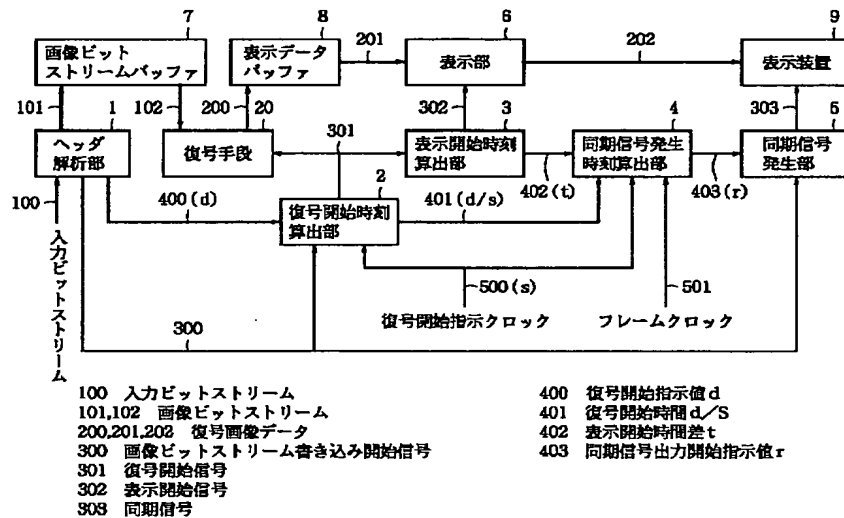 7
8
6
9
画像ビット
ストリームバッファ
表示データ
バッファ
201
表示部
202
表示装置
101
102
200
20
302
3
4
303
5
1
ヘッダ
解析部
復号手段
301
表示開始時刻
算出部
同期信号発生
時刻算出部
同期信号
発生部
100
400(d)
2
復号開始時刻
算出部
401(d/s)
402(t)
403(r)
入力ビットストリーム
500(s)
501
300
復号開始指示クロック
フレームクロック
100 入力ビットストリーム
101,102 画像ビットストリーム
200,201,202 復号画像データ
300 画像ビットストリーム書き込み開始信号
301 復号開始信号
302 表示開始信号
303 同期信号
400 復号開始指示値d
401 復号開始時間d/S
402 表示開始時間差t
403 同期信号出力開始指示値r